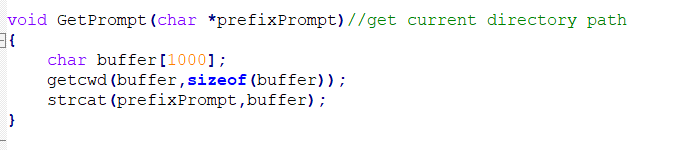 void GetPrompt(char *prefixPrompt)//get current directory path
{
    char buffer[1000];
    getcwd(buffer,sizeof(buffer));
    strcat(prefixPrompt,buffer);
}